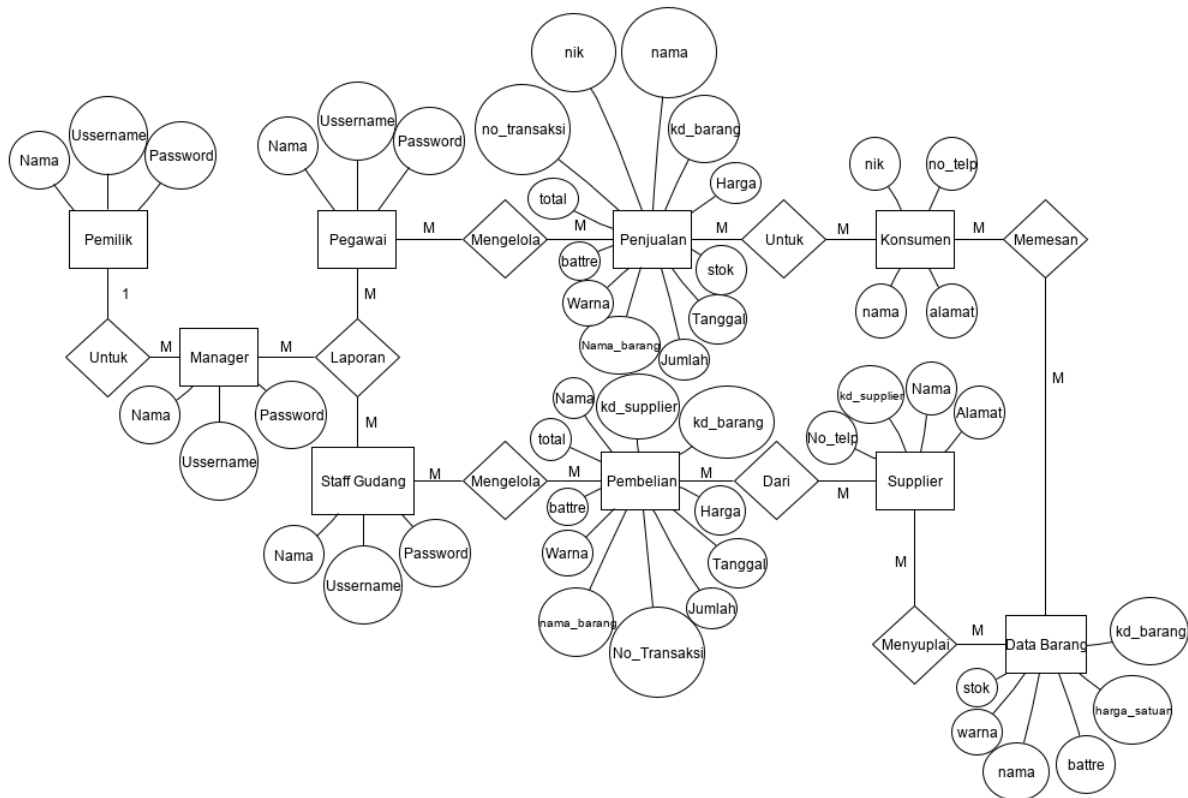 nik
nama
no_transaksi
kd_barang
Harga
total
Nama
Ussername
Password
Nama
Ussername
Password
nik
no_telp
Pemilik
Pegawai
M
Mengelola
M
Penjualan
M
Untuk
M
Konsumen
M
Memesan
battre
stok
Warna
Tanggal
Nama_barang
Jumlah
nama
alamat
1
M
Untuk
M
Manager
M
Laporan
M
M
Nama
Ussername
Password
Nama
kd_supplier
kd_barang
total
kd_supplier
Nama
Alamat
No_telp
Staff Gudang
M
Mengelola
M
Pembelian
M
Dari
M
Supplier
battre
Harga
Warna
Tanggal
nama_barang
No_Transaksi
Jumlah
Nama
Ussername
Password
M
Menyuplai
M
Data Barang
kd_barang
stok
warna
nama
battre
harga_satuan